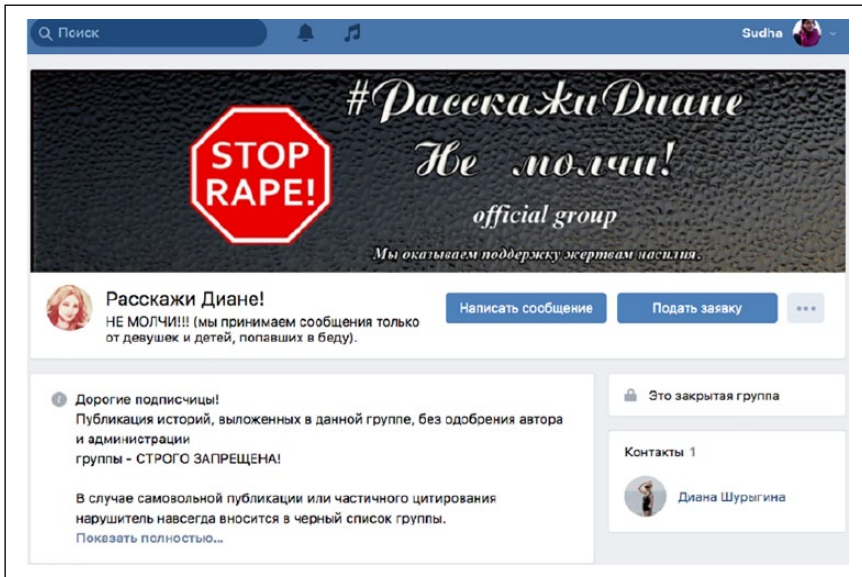 Поиск
Sudha
#РасскажиДиане
Не молчи!
STOP
RAPE!
official group
Мы оказываем поддержку жертвам насилия.
Расскажи Диане!
НЕ МОЛЧИ!!! (мы принимаем сообщения только
от девушек и детей, попавших в беду).
Написать сообщение
Подать заявку
Дорогие подписчицы!
Публикация историй, выложенных в данной группе, без одобрения автора
и администрации
группы - СТРОГО ЗАПРЕЩЕНА!
В случае самовольной публикации или частичного цитирования
нарушитель навсегда вносится в черный список группы.
Показать полностью...
Это закрытая группа
Контакты 1
Диана Шурыгина